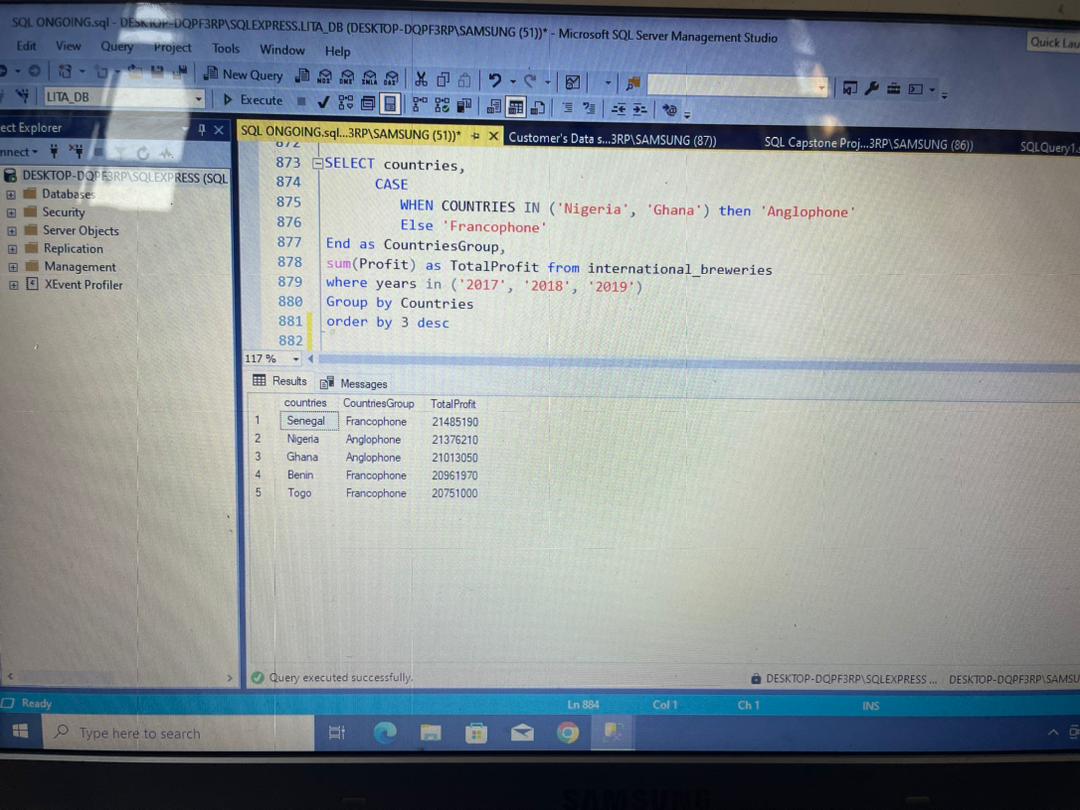 SQL ONGOING.sql - DESKTOP-DQPF3RP\SQLEXPRESS.LITA_DB (DESKTOP-DQPF3RP\SAMSUNG (51))* - Microsoft SQL Server Management Studio
Quick Lau
Edit View Query Project Tools Window Help
New Query
LITA_DB Execute
ect Explorer
SQL ONGOING.sql...3RP\SAMSUNG (51))* Customer's Data s...3RP\SAMSUNG (87)) SQL Capstone Proj...3RP\SAMSUNG (86)) SQLQuery1.s
nnect
DESKTOP-DQPF3RP\SQLEXPRESS (SQL
Databases
Security
Server Objects
Replication
Management
XEvent Profiler
872
873 SELECT countries,
874 CASE
875 WHEN COUNTRIES IN ('Nigeria', 'Ghana') then 'Anglophone'
876 Else 'Francophone'
877 End as CountriesGroup,
878 sum(Profit) as TotalProfit from international_breweries
879 where years in ('2017', '2018', '2019')
880 Group by Countries
881 order by 3 desc
882
117 %
Results Messages
countries CountriesGroup TotalProfit
1 Senegal Francophone 21485190
2 Nigeria Anglophone 21376210
3 Ghana Anglophone 21013050
4 Benin Francophone 20961970
5 Togo Francophone 20751000
Query executed successfully. DESKTOP-DQPF3RP\SQLEXPRESS ... DESKTOP-DQPF3RP\SAMSU
Ready Ln 884 Col 1 Ch 1 INS
Type here to search
SAMSUNG